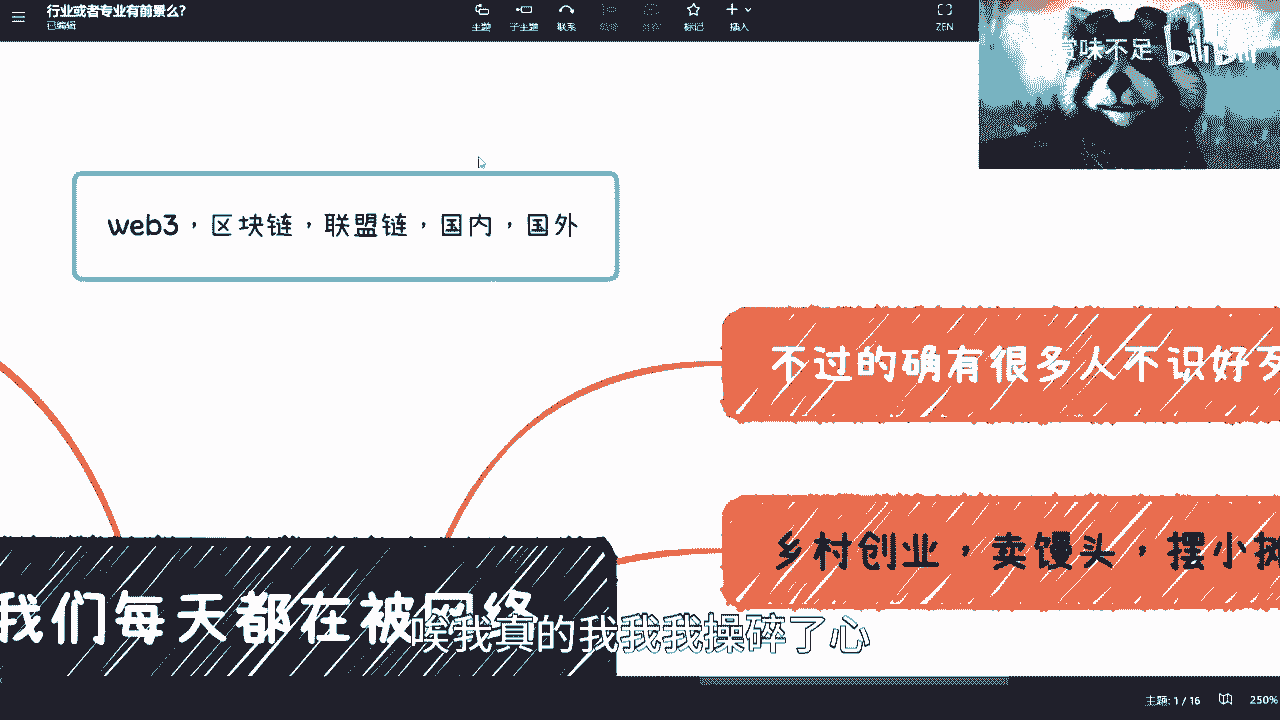 行业或者专业有前景么?
已编辑
主题 子主题 联系 标记 插入 ZEN
赏味不足 bilibili
web3，区块链，联盟链，国内，国外
不过的确有很多人不识好歹
乡村创业，卖馒头，摆小摊
我们每天都在被网络
唉我真的我我我操碎了心
主题: 1 / 16 250%